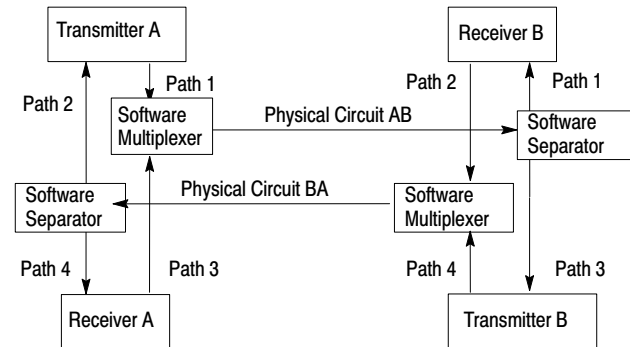 Transmitter A
Receiver B
Path 1
Path 2
Path 2
Path 1
Software
Multiplexer
Physical Circuit AB
Software
Separator
Software
Separator
Physical Circuit BA
Software
Multiplexer
Path 4
Path 3
Path 4
Path 3
Receiver A
Transmitter B